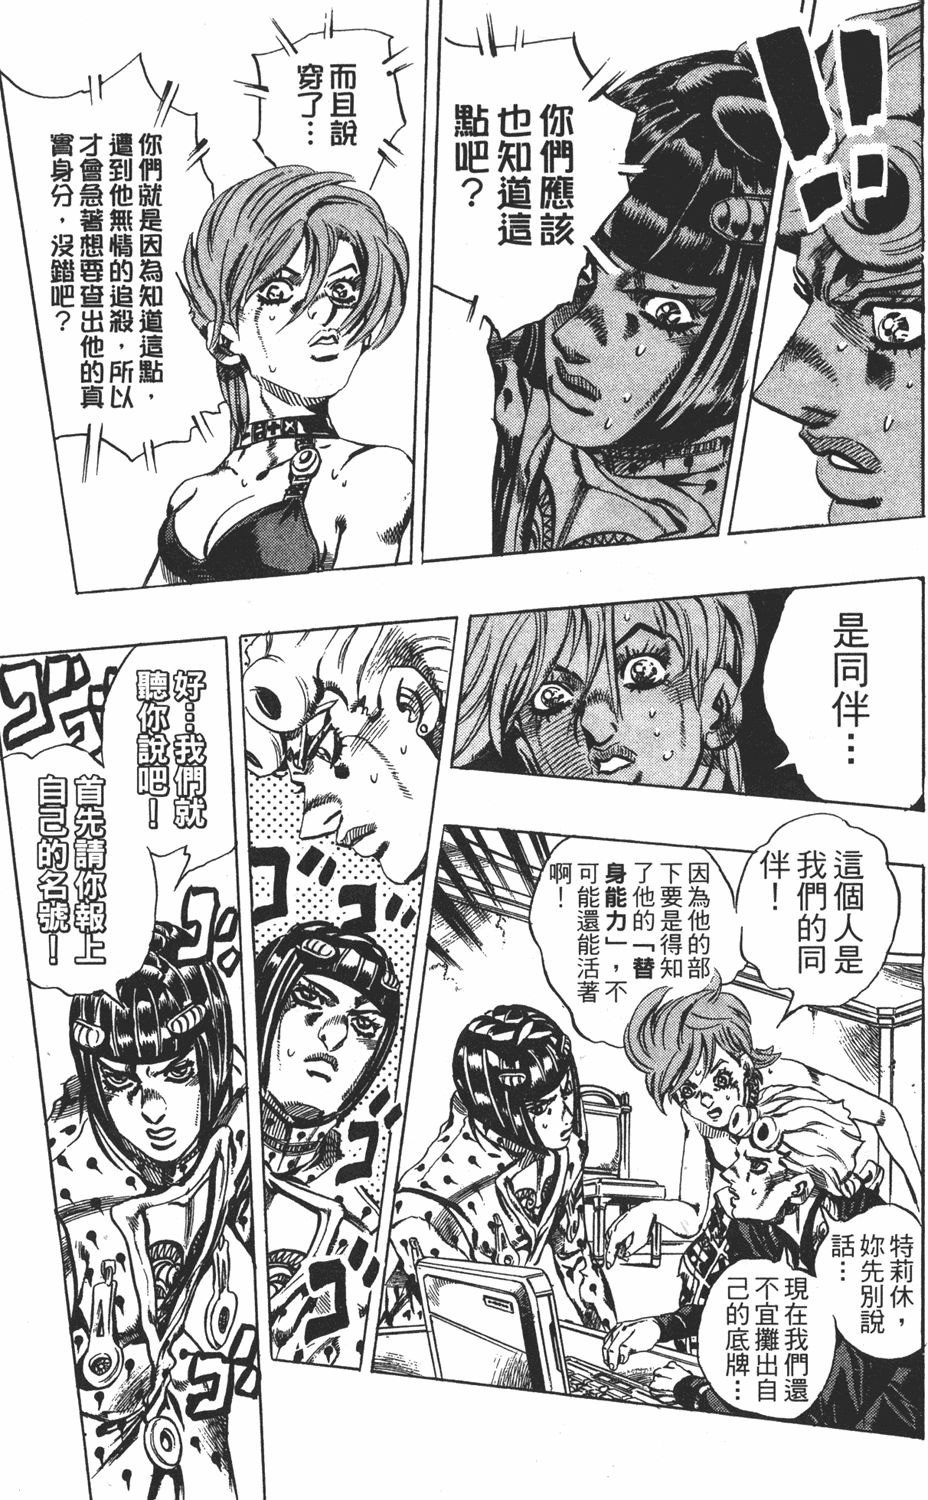 !!
你們應該
也知道這
點吧？
而且說
穿了…
你們就是因為知道這點，
遭到他無情的追殺，所以
才會急著想要查出他的真
實身分，沒錯吧？
是同伴…
這個人是
我們的同
伴！
因為他的部
下要是得知
了他的「替
身能力」，不
可能還能活著
啊！
特莉休，
妳先別說
話…
現在我們還
不宜攤出自
己的底牌…
好…我們就
聽你說吧！
首先請你報上
自己的名號！
ゴゴゴゴ
ゴゴ